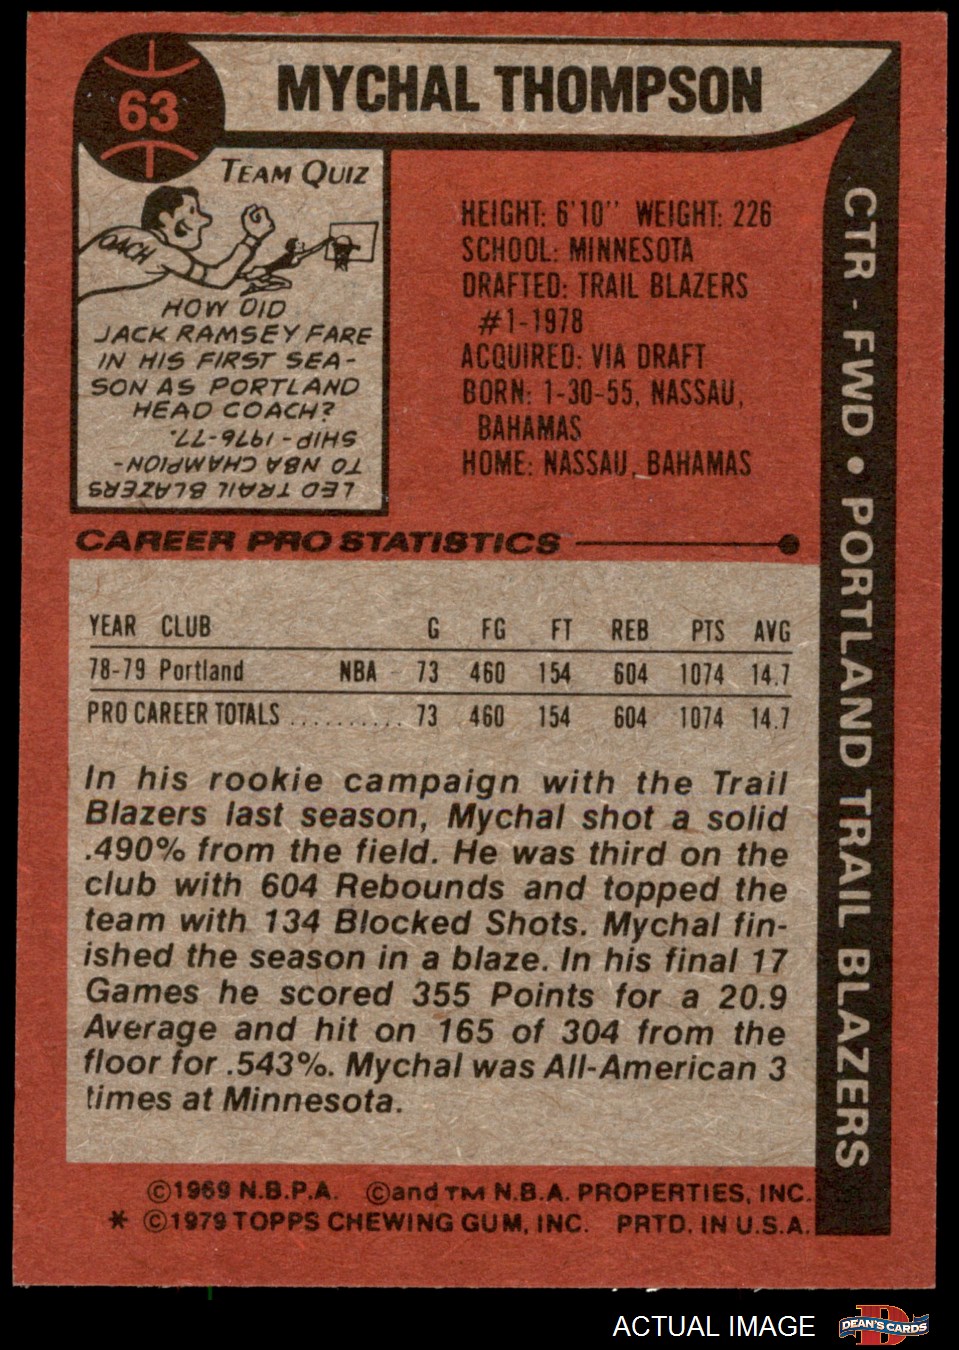 63
MYCHAL THOMPSON
TEAM QUIZ
OACH
HOW DID
JACK RAMSEY FARE
IN HIS FIRST SEA-
SON AS PORTLAND
HEAD COACH?
LED TRAIL BLAZERS
TO NBA CHAMPION-
SHIP - 1976-77.
HEIGHT: 6'10" WEIGHT: 226
SCHOOL: MINNESOTA
DRAFTED: TRAIL BLAZERS
#1-1978
ACQUIRED: VIA DRAFT
BORN: 1-30-55, NASSAU,
BAHAMAS
HOME: NASSAU, BAHAMAS
CTR - FWD • PORTLAND TRAIL BLAZERS
CAREER PRO STATISTICS
YEAR CLUB G FG FT REB PTS AVG
78-79 Portland NBA 73 460 154 604 1074 14.7
PRO CAREER TOTALS .......... 73 460 154 604 1074 14.7
In his rookie campaign with the Trail
Blazers last season, Mychal shot a solid
.490% from the field. He was third on the
club with 604 Rebounds and topped the
team with 134 Blocked Shots. Mychal fin-
ished the season in a blaze. In his final 17
Games he scored 355 Points for a 20.9
Average and hit on 165 of 304 from the
floor for .543%. Mychal was All-American 3
times at Minnesota.
©1969 N.B.P.A. ©and TM N.B.A. PROPERTIES, INC.
* ©1979 TOPPS CHEWING GUM, INC. PRTD. IN U.S.A.
ACTUAL IMAGE
D
DEAN'S CARDS